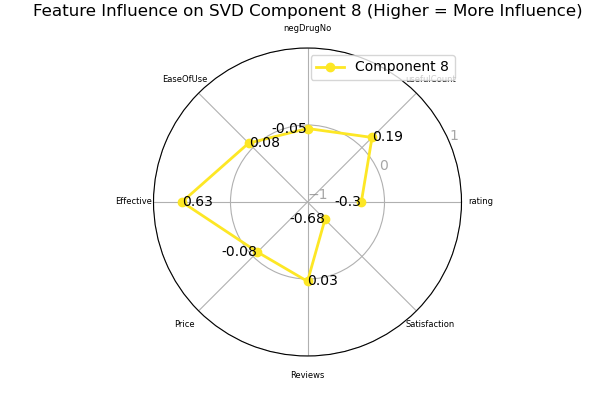 Feature Influence on SVD Component 8 (Higher = More Influence)
negDrugNo
Component 8
EaseOfUse
usefulCount
1
-0.05
0.19
0.08
0
−1
Effective
0.63
-0.3
rating
-0.68
-0.08
0.03
Price
Satisfaction
Reviews